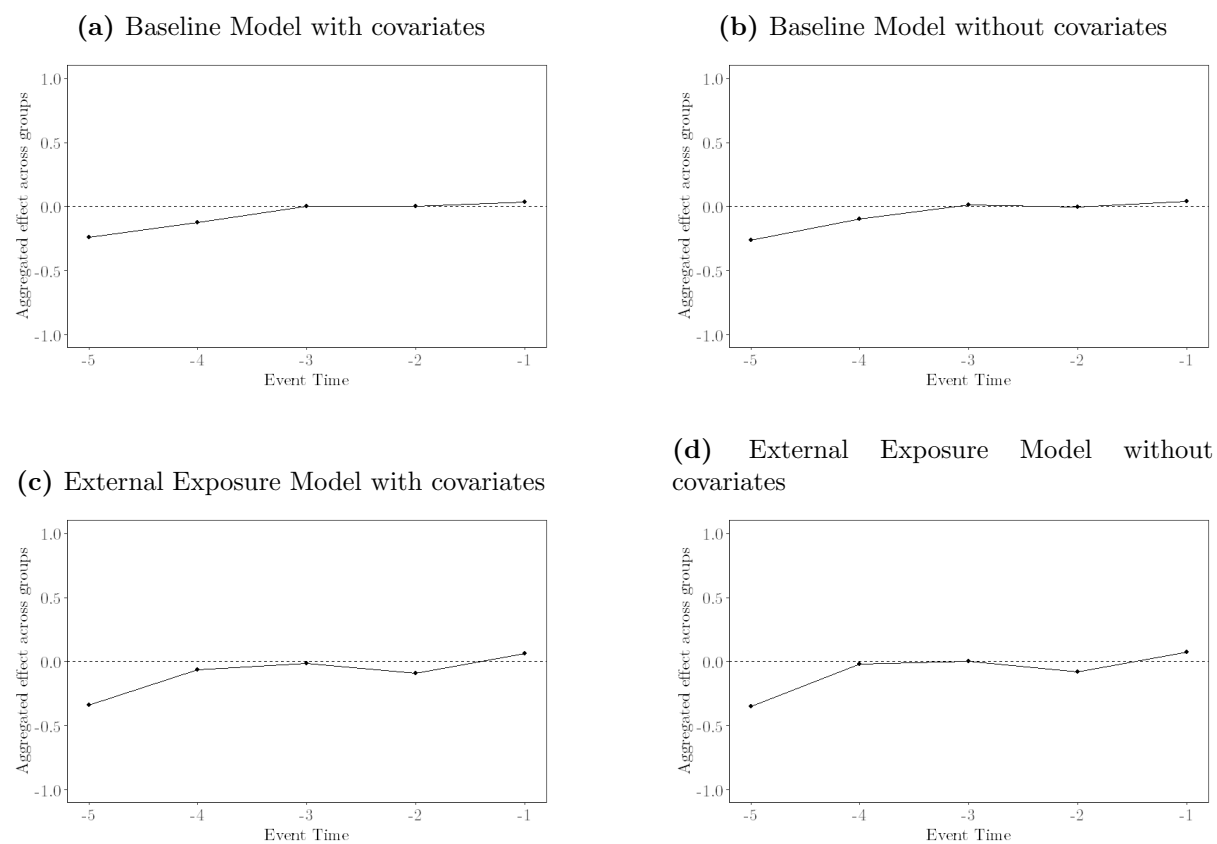 (a) Baseline Model with covariates
1.0
0.5
0.0
-0.5
-1.0
Aggregated effect across groups
-5 -4 -3 -2 -1
Event Time
(b) Baseline Model without covariates
1.0
0.5
0.0
-0.5
-1.0
Aggregated effect across groups
-5 -4 -3 -2 -1
Event Time
(c) External Exposure Model with covariates
1.0
0.5
0.0
-0.5
-1.0
Aggregated effect across groups
-5 -4 -3 -2 -1
Event Time
(d) External Exposure Model without
covariates
1.0
0.5
0.0
-0.5
-1.0
Aggregated effect across groups
-5 -4 -3 -2 -1
Event Time